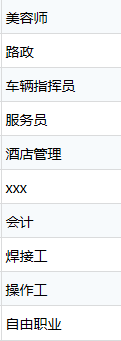 美容师
路政
车辆指挥员
服务员
酒店管理
xxx
会计
焊接工
操作工
自由职业